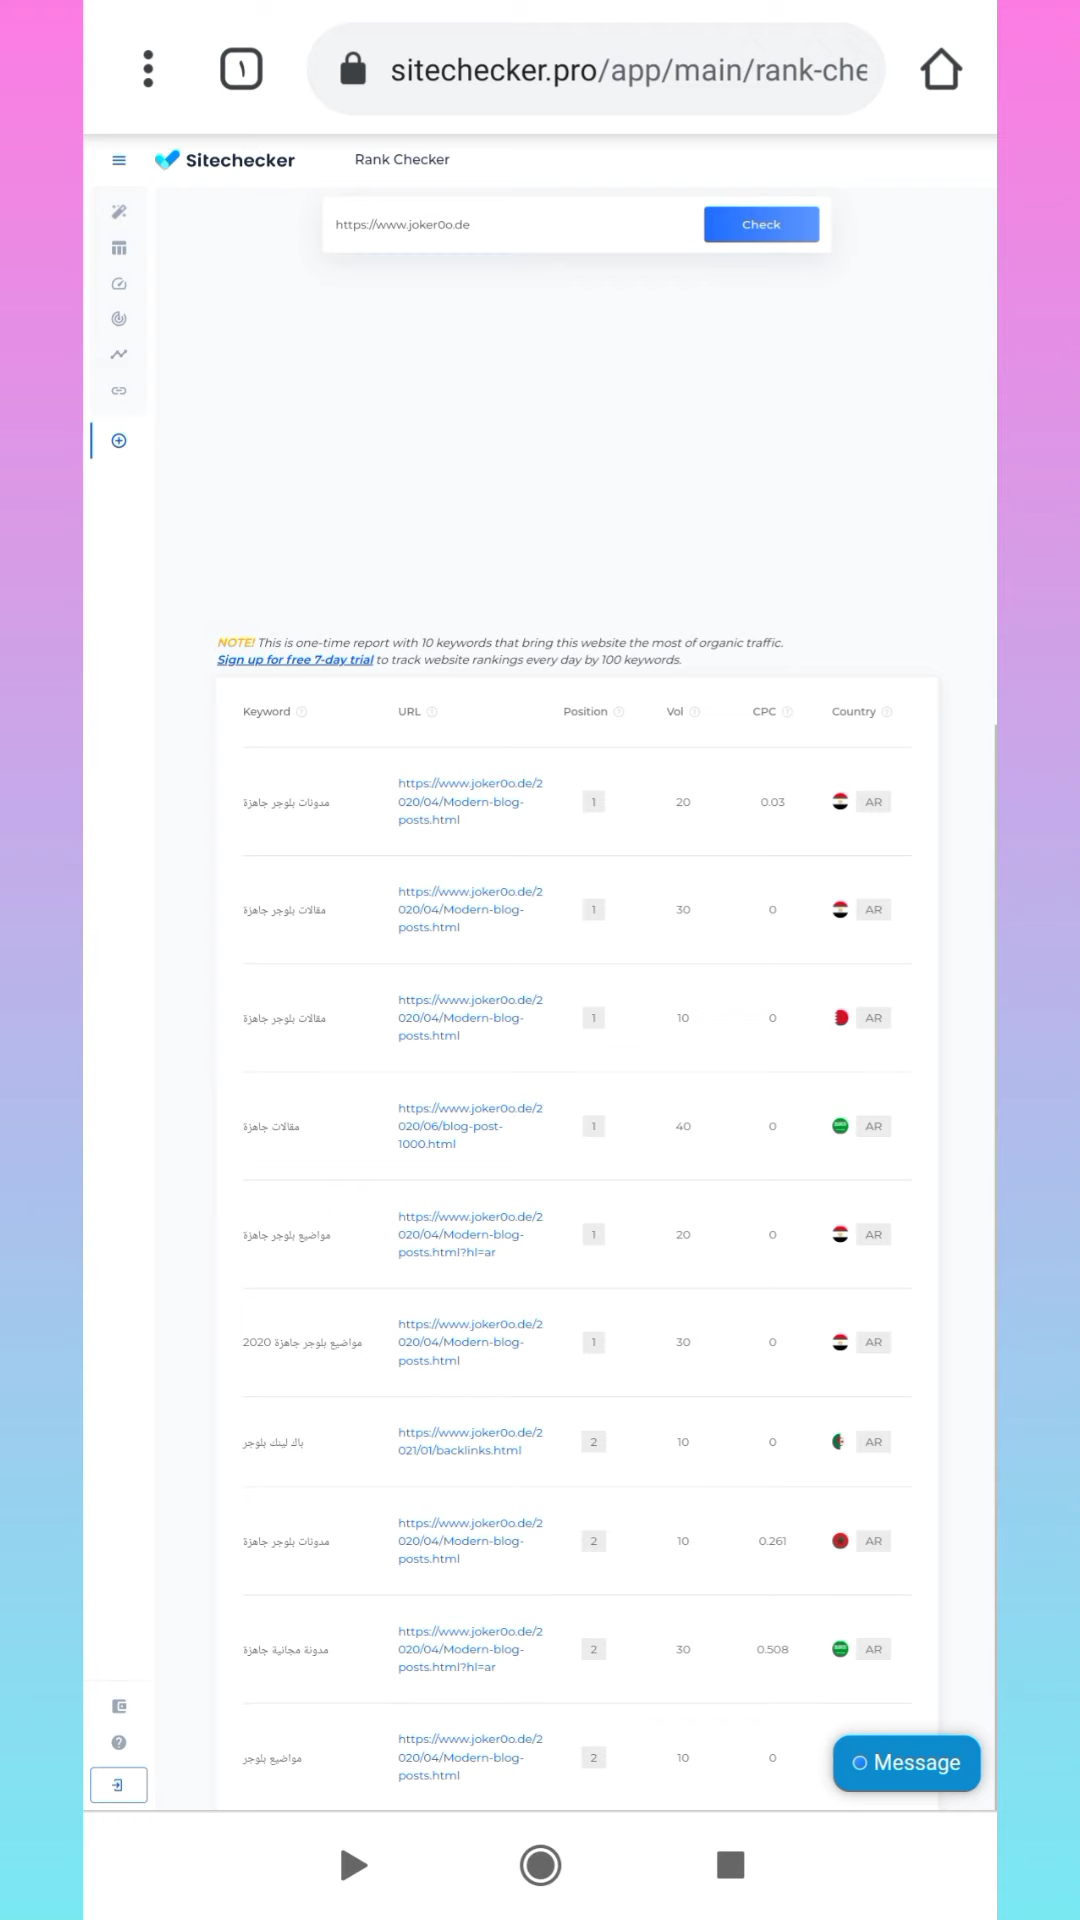 ١
sitechecker.pro/app/main/rank-che
Sitechecker
Rank Checker
https://www.joker0o.de
Check
NOTE! This is one-time report with 10 keywords that bring this website the most of organic traffic.
Sign up for free 7-day trial to track website rankings every day by 100 keywords.
Keyword URL Position Vol CPC Country
مدونات بلوجر جاهزة
https://www.joker0o.de/2
020/04/Modern-blog-
posts.html
1 20 0.03 AR
مقالات بلوجر جاهزة
https://www.joker0o.de/2
020/04/Modern-blog-
posts.html
1 30 0 AR
مقالات بلوجر جاهزة
https://www.joker0o.de/2
020/04/Modern-blog-
posts.html
1 10 0 AR
مقالات جاهزة
https://www.joker0o.de/2
020/06/blog-post-
1000.html
1 40 0 AR
مواضيع بلوجر جاهزة
https://www.joker0o.de/2
020/04/Modern-blog-
posts.html?hl=ar
1 20 0 AR
مواضيع بلوجر جاهزة 2020
https://www.joker0o.de/2
020/04/Modern-blog-
posts.html
1 30 0 AR
باك لينك بلوجر
https://www.joker0o.de/2
021/01/backlinks.html
2 10 0 AR
مدونات بلوجر جاهزة
https://www.joker0o.de/2
020/04/Modern-blog-
posts.html
2 10 0.261 AR
مدونة مجانية جاهزة
https://www.joker0o.de/2
020/04/Modern-blog-
posts.html?hl=ar
2 30 0.508 AR
مواضيع بلوجر
https://www.joker0o.de/2
020/04/Modern-blog-
posts.html
2 10 0
Message